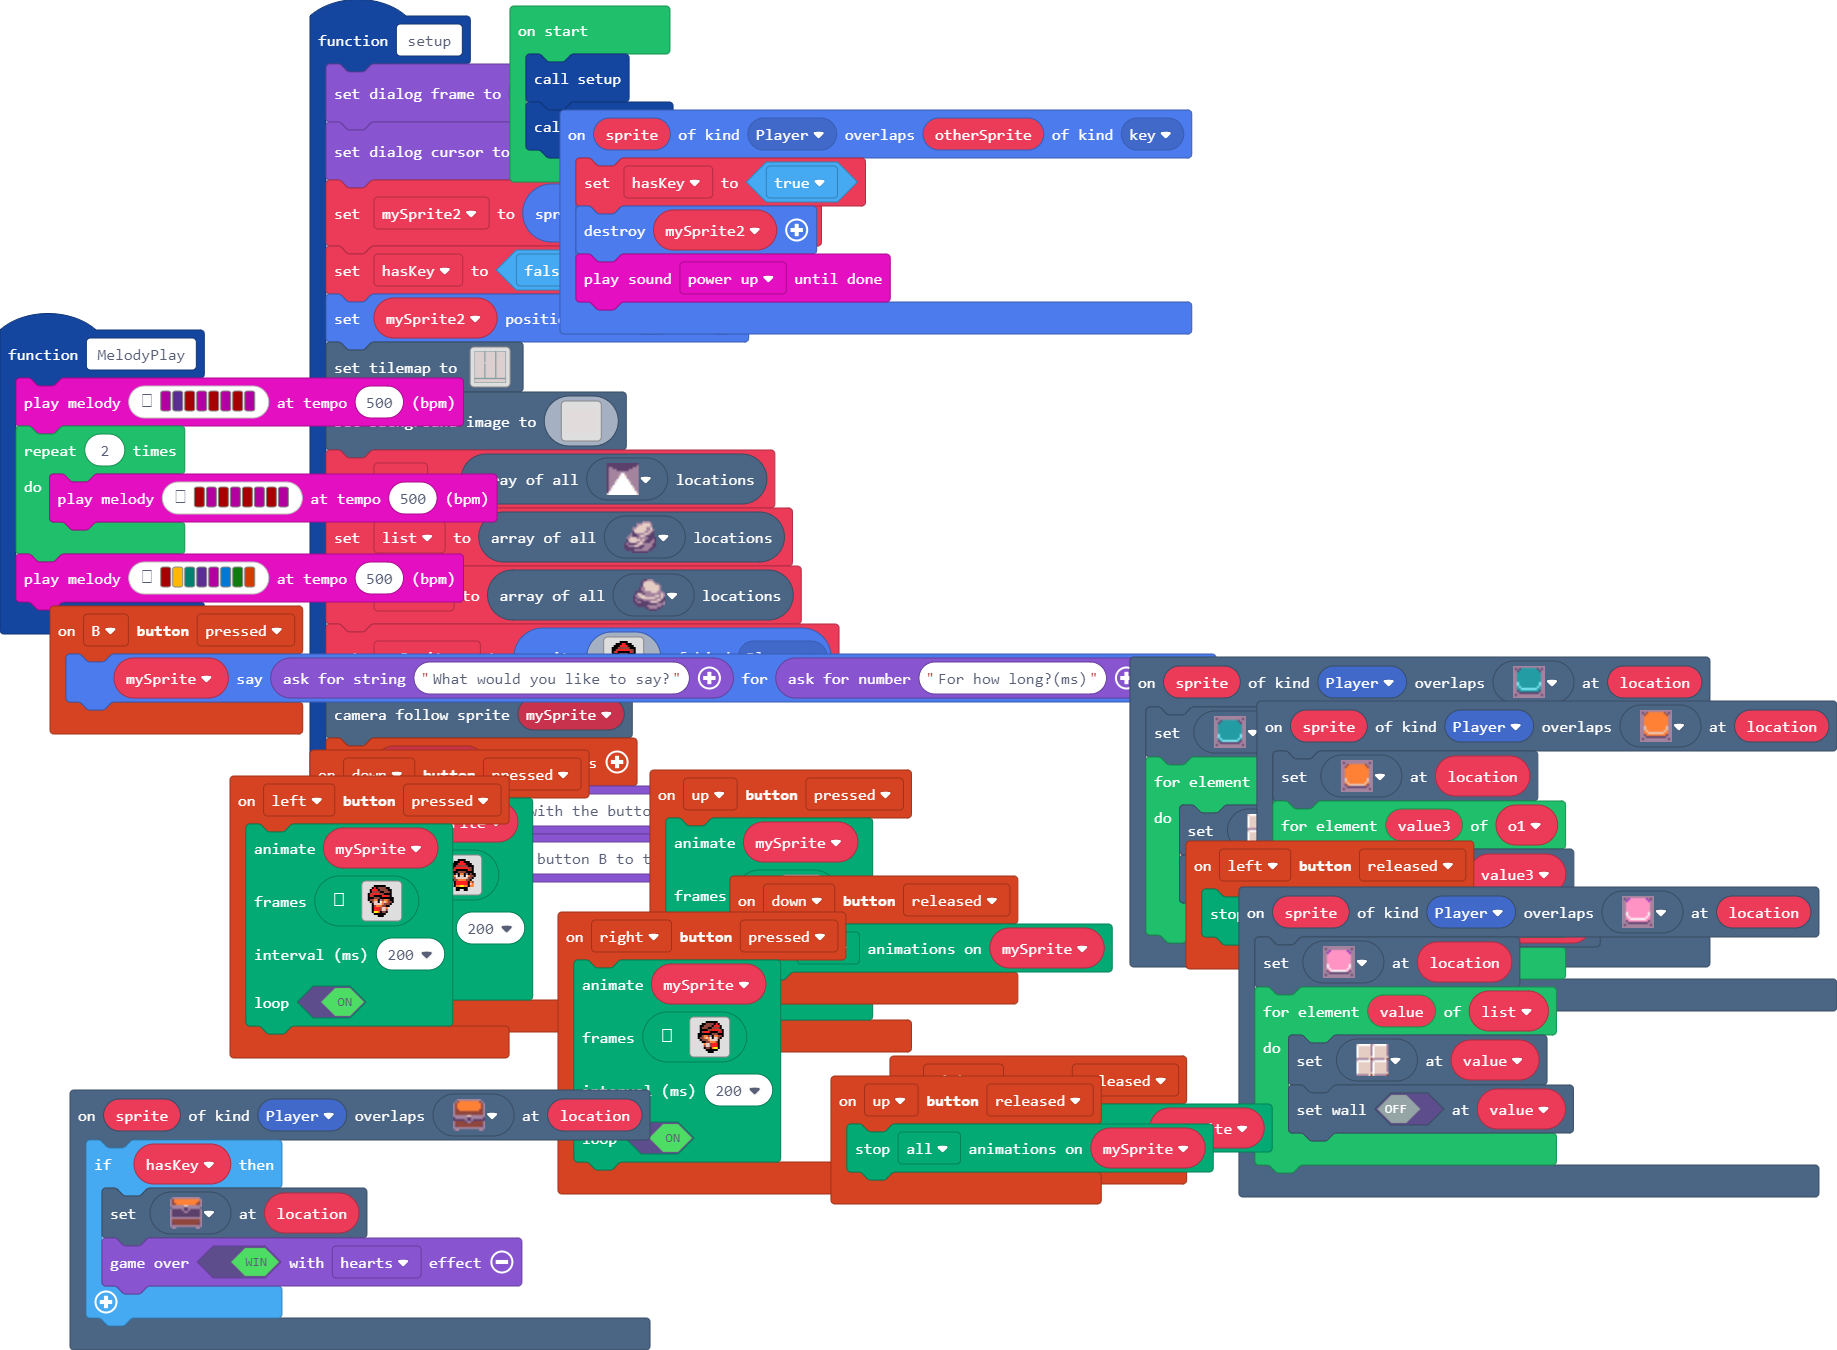 function setup
set dialog frame to
set dialog cursor to
set mySprite2 to
set hasKey to
set mySprite2
set tilemap to
image to
of all locations
set list to array of all locations
to array of all locations
camera follow sprite mySprite
with the
button B to
on start
call setup
on sprite of kind Player overlaps otherSprite of kind key
set hasKey to true
destroy mySprite2
play sound power up until done
function MelodyPlay
play melody at tempo 500 (bpm)
repeat 2 times
do play melody at tempo 500 (bpm)
play melody at tempo 500 (bpm)
on B button pressed
mySprite say ask for string "What would you like to say?" for ask for number "For how long?(ms)"
on down button pressed
200
on left button pressed
animate mySprite
frames
interval (ms) 200
loop ON
on up button pressed
animate mySprite
frames
on down button released
animations on mySprite
on right button pressed
animate mySprite
frames
interval (ms) 200
loop ON
on up button released
stop all animations on mySprite
on sprite of kind Player overlaps at location
set
for element
do set
on sprite of kind Player overlaps at location
set at location
for element value3 of o1
value3
on left button released
on sprite of kind Player overlaps at location
set at location
for element value of list
do set at value
set wall OFF at value
on sprite of kind Player overlaps at location
if hasKey then
set at location
game over WIN with hearts effect